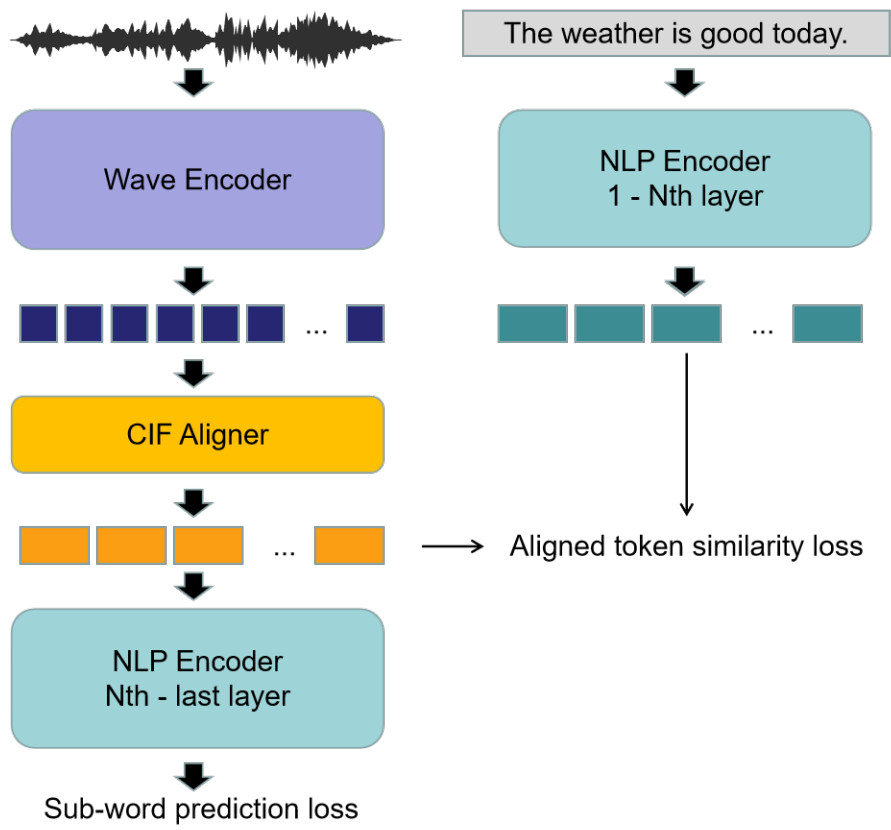 The weather is good today.
Wave Encoder
NLP Encoder
1 - Nth layer
...
...
CIF Aligner
...
Aligned token similarity loss
NLP Encoder
Nth - last layer
Sub-word prediction loss